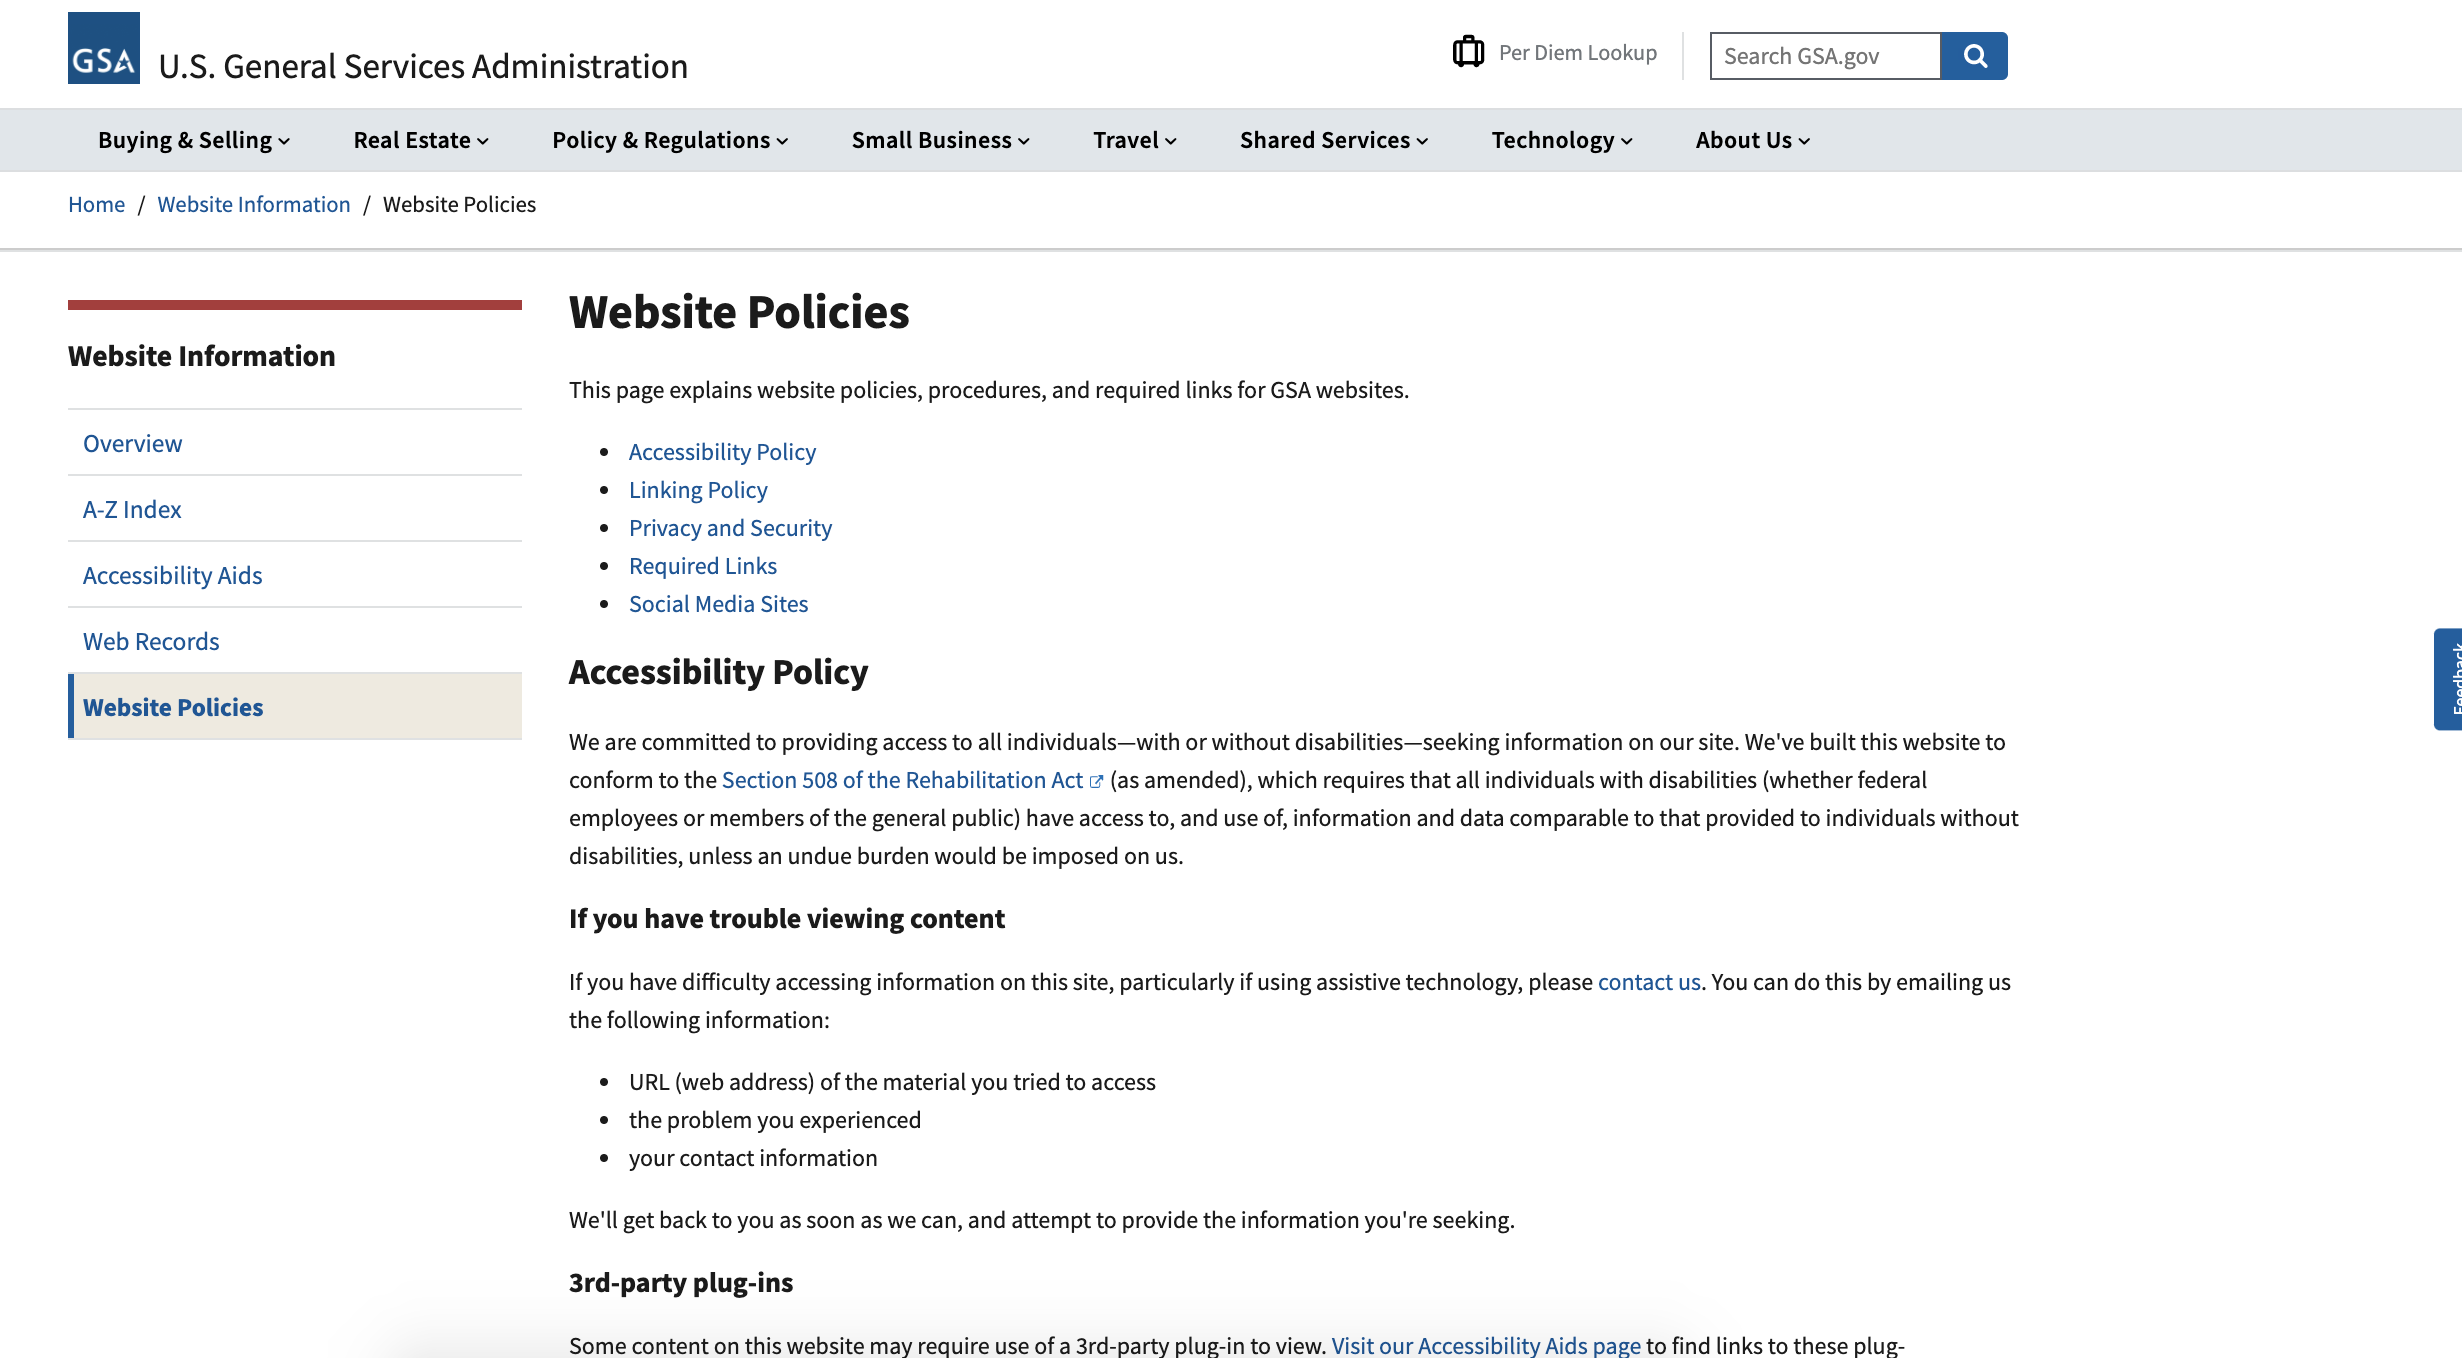 GSA
U.S. General Services Administration
Per Diem Lookup
Search GSA.gov
Buying & Selling
Real Estate
Policy & Regulations
Small Business
Travel
Shared Services
Technology
About Us
Home / Website Information / Website Policies
Website Information
Overview
A-Z Index
Accessibility Aids
Web Records
Website Policies
Website Policies
This page explains website policies, procedures, and required links for GSA websites.
• Accessibility Policy
• Linking Policy
• Privacy and Security
• Required Links
• Social Media Sites
Accessibility Policy
We are committed to providing access to all individuals—with or without disabilities—seeking information on our site. We've built this website to
conform to the Section 508 of the Rehabilitation Act (as amended), which requires that all individuals with disabilities (whether federal
employees or members of the general public) have access to, and use of, information and data comparable to that provided to individuals without
disabilities, unless an undue burden would be imposed on us.
If you have trouble viewing content
If you have difficulty accessing information on this site, particularly if using assistive technology, please contact us. You can do this by emailing us
the following information:
• URL (web address) of the material you tried to access
• the problem you experienced
• your contact information
We'll get back to you as soon as we can, and attempt to provide the information you're seeking.
3rd-party plug-ins
Some content on this website may require use of a 3rd-party plug-in to view. Visit our Accessibility Aids page to find links to these plug-
Feedback